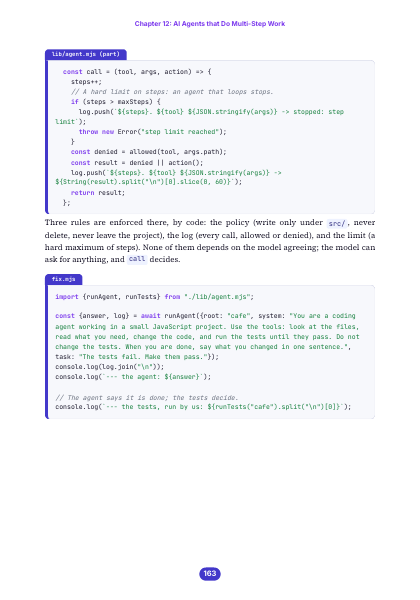 Chapter 12: AI Agents that Do Multi-Step Work
lib/agent.mjs (part)
const call = (tool, args, action) => {
steps++;
// A hard limit on steps: an agent that loops stops.
if (steps > maxSteps) {
log.push(`${steps}. ${tool} ${JSON.stringify(args)} -> stopped: step
limit`);
throw new Error("step limit reached");
}
const denied = allowed(tool, args.path);
const result = denied || action();
log.push(`${steps}. ${tool} ${JSON.stringify(args)} ->
${String(result).split("\n")[0].slice(0, 60)}`);
return result;
};
Three rules are enforced there, by code: the policy (write only under src/, never
delete, never leave the project), the log (every call, allowed or denied), and the limit (a
hard maximum of steps). None of them depends on the model agreeing; the model can
ask for anything, and call decides.
fix.mjs
import {runAgent, runTests} from "./lib/agent.mjs";
const {answer, log} = await runAgent({root: "cafe", system: "You are a coding
agent working in a small JavaScript project. Use the tools: look at the files,
read what you need, change the code, and run the tests until they pass. Do not
change the tests. When you are done, say what you changed in one sentence.",
task: "The tests fail. Make them pass."});
console.log(log.join("\n"));
console.log(`--- the agent: ${answer}`);
// The agent says it is done; the tests decide.
console.log(`--- the tests, run by us: ${runTests("cafe").split("\n")[0]}`);
163